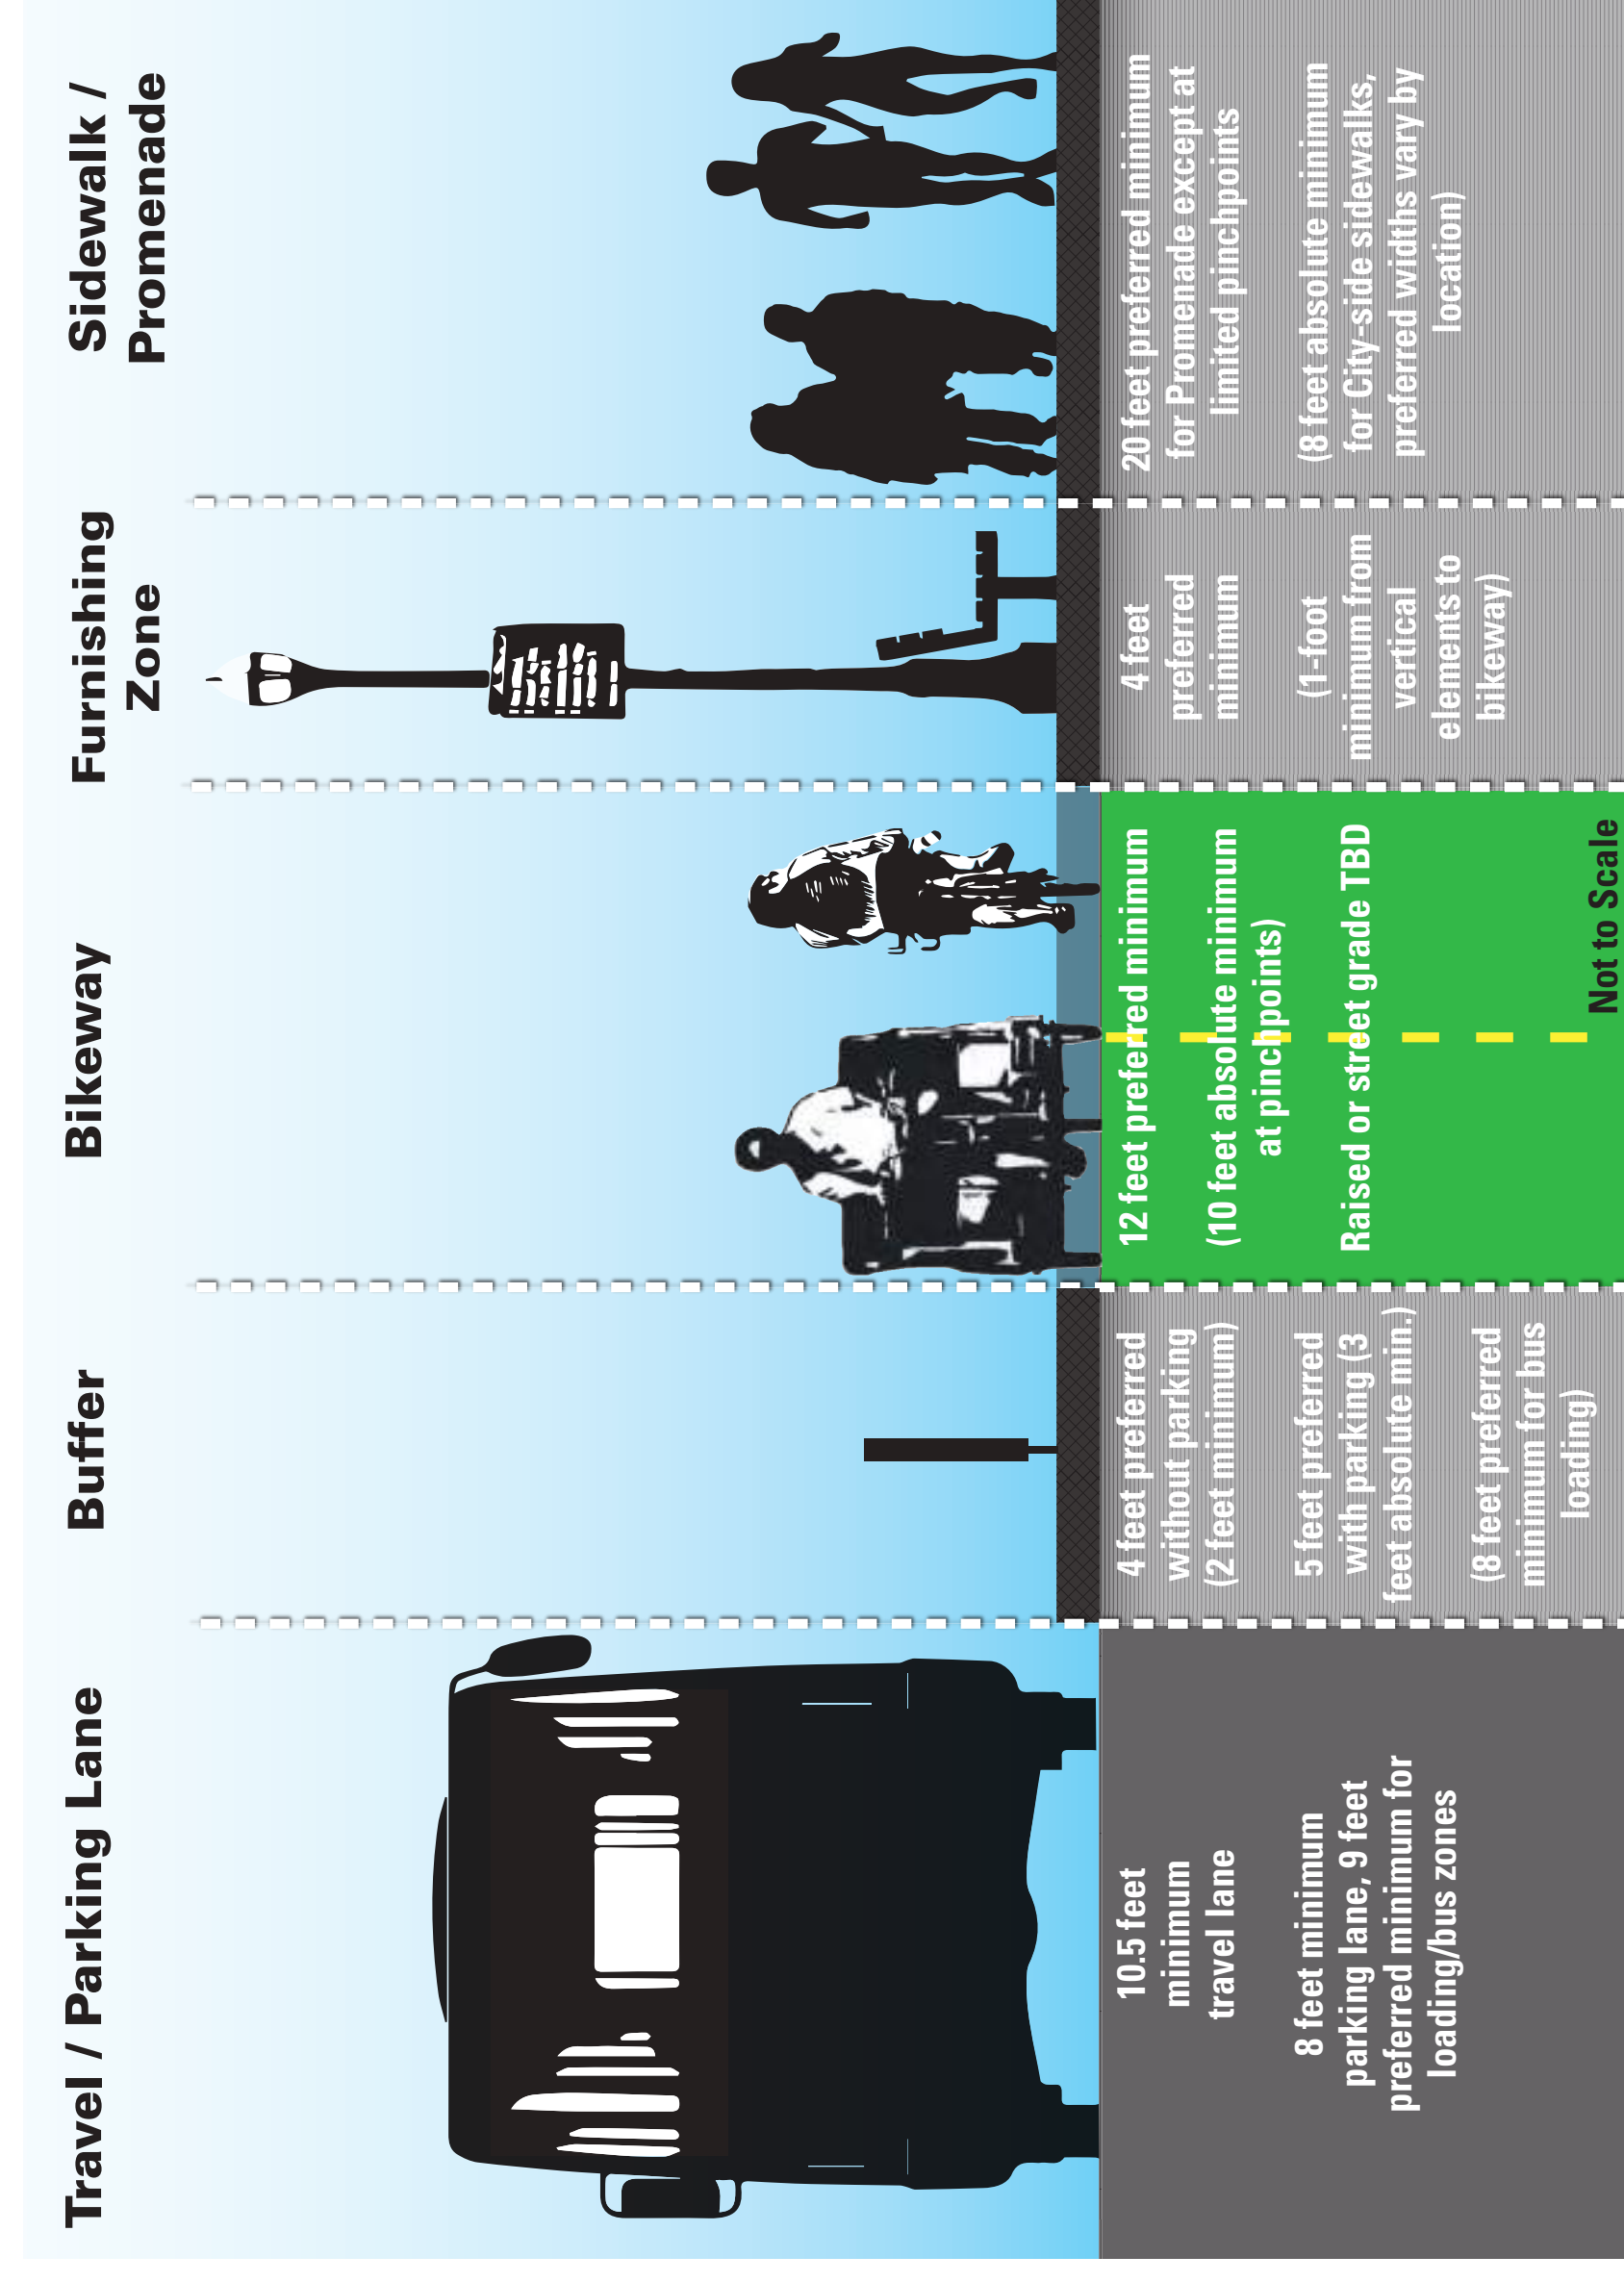 Travel / Parking Lane
Buffer
Bikeway
Furnishing
Zone
Sidewalk /
Promenade
10.5 feet
minimum
travel lane
8 feet minimum
parking lane, 9 feet
preferred minimum for
loading/bus zones
4 feet preferred
without parking
(2 feet minimum)
5 feet preferred
with parking (3
feet absolute min.)
(8 feet preferred
minimum for bus
loading)
12 feet preferred minimum
(10 feet absolute minimum
at pinchpoints)
Raised or street grade TBD
4 feet
preferred
minimum
(1-foot
minimum from
vertical
elements to
bikeway)
20 feet preferred minimum
for Promenade except at
limited pinchpoints
(8 feet absolute minimum
for City-side sidewalks,
preferred widths vary by
location)
Not to Scale